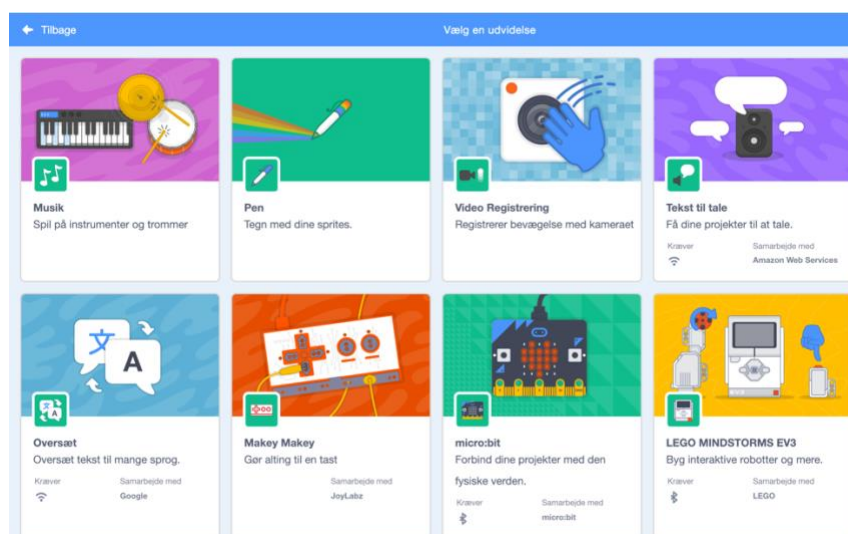 Tilbage
Vælg en udvidelse
Musik
Spil på instrumenter og trommer
Pen
Tegn med dine sprites.
Video Registrering
Registrerer bevægelse med kameraet
Tekst til tale
Få dine projekter til at tale.
Kræver
Samarbejde med
Amazon Web Services
文
A
文
A
Oversæt
Oversæt tekst til mange sprog.
Kræver
Samarbejde med
Google
Makey Makey
Gør alting til en tast
Samarbejde med
JoyLabz
micro:bit
Forbind dine projekter med den
fysiske verden.
Kræver
Samarbejde med
micro:bit
LEGO MINDSTORMS EV3
Byg interaktive robotter og mere.
Kræver
Samarbejde med
LEGO